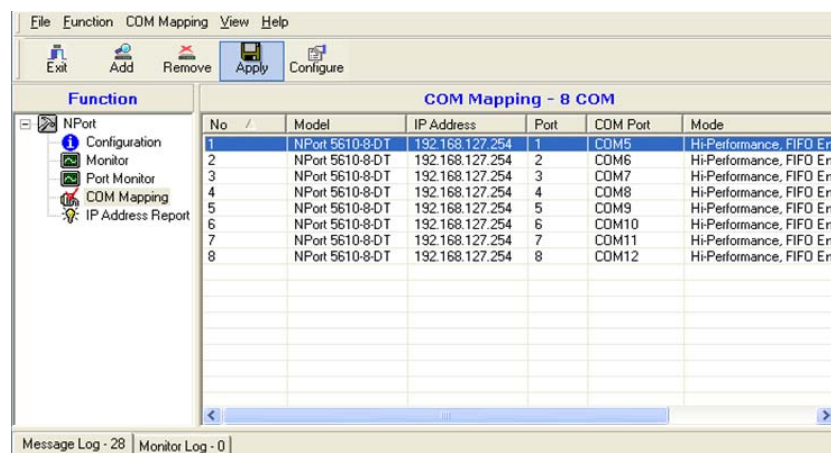 File Function COM Mapping View Help
Exit Add Remove Apply Configure
Function
COM Mapping - 8 COM
NPort
Configuration
Monitor
Port Monitor
COM Mapping
IP Address Report
No Model IP Address Port COM Port Mode
1 NPort 5610-8-DT 192.168.127.254 1 COM5 Hi-Performance, FIFO En
2 NPort 5610-8-DT 192.168.127.254 2 COM6 Hi-Performance, FIFO En
3 NPort 5610-8-DT 192.168.127.254 3 COM7 Hi-Performance, FIFO En
4 NPort 5610-8-DT 192.168.127.254 4 COM8 Hi-Performance, FIFO En
5 NPort 5610-8-DT 192.168.127.254 5 COM9 Hi-Performance, FIFO En
6 NPort 5610-8-DT 192.168.127.254 6 COM10 Hi-Performance, FIFO En
7 NPort 5610-8-DT 192.168.127.254 7 COM11 Hi-Performance, FIFO En
8 NPort 5610-8-DT 192.168.127.254 8 COM12 Hi-Performance, FIFO En
Message Log - 28 Monitor Log - 0